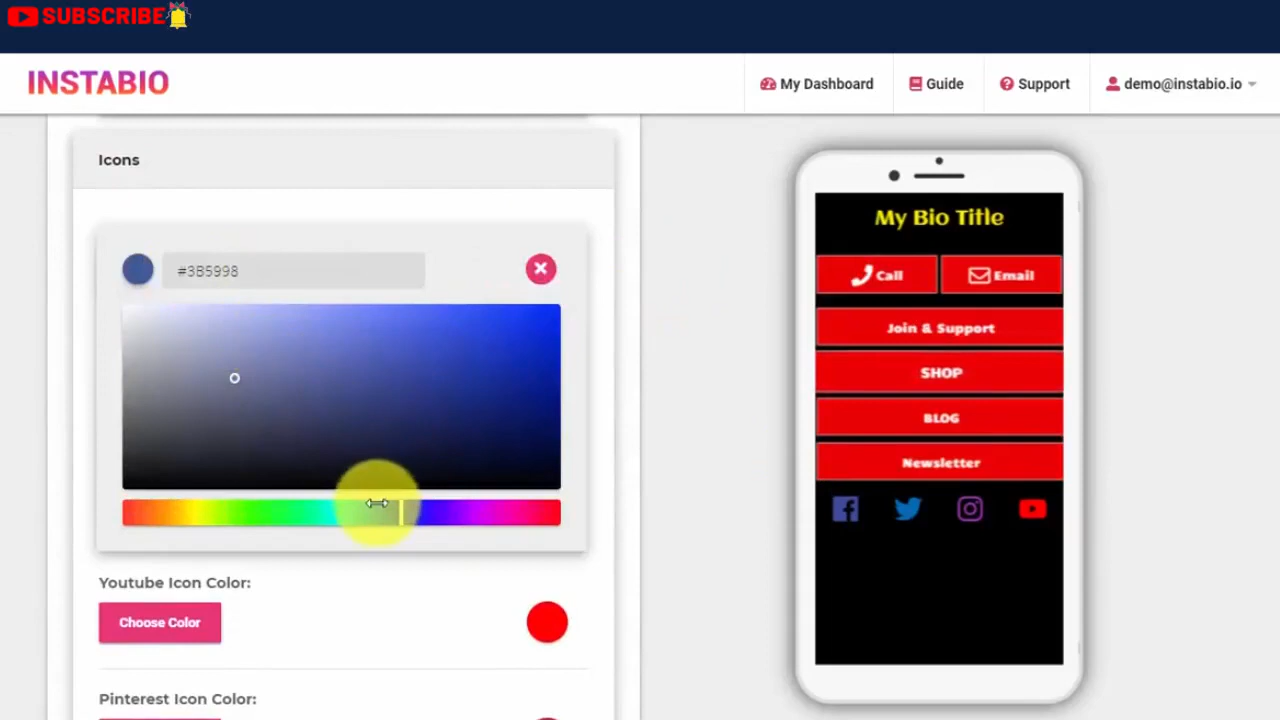 SUBSCRIBE
INSTABIO
My Dashboard
Guide
Support
demo@instabio.io
Icons
#3B5998
Youtube Icon Color:
Choose Color
Pinterest Icon Color:
My Bio Title
Call
Email
Join & Support
SHOP
BLOG
Newsletter